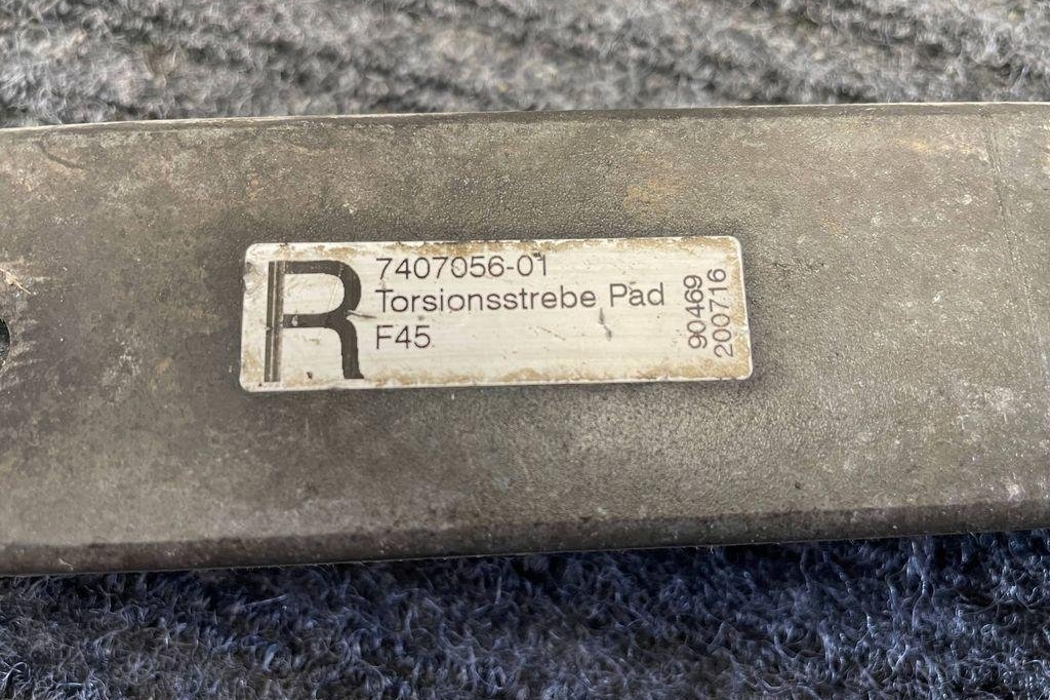 R
7407056-01
Torsionsstrebe Pad
F45
90469
200716